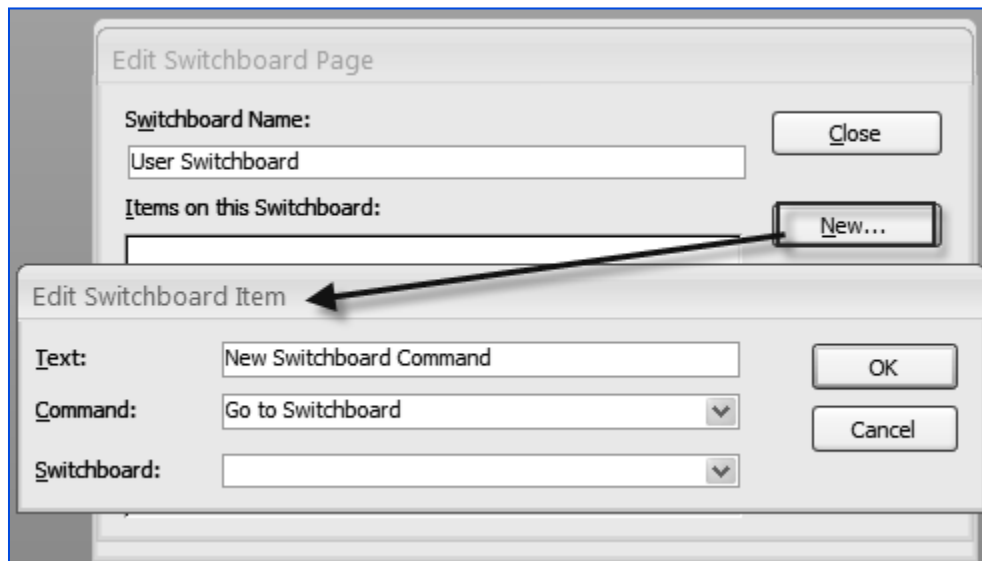 Edit Switchboard Page
Switchboard Name:
Close
User Switchboard
Items on this Switchboard:
New...
Edit Switchboard Item
Text:
New Switchboard Command
OK
Command:
Go to Switchboard
Cancel
Switchboard: